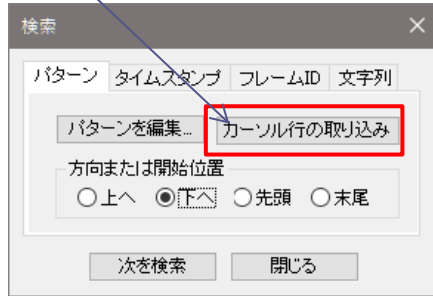 検索
パターン タイムスタンプ フレームID 文字列
パターンを編集... カーソル行の取り込み
方向または開始位置
上へ 下へ 先頭 末尾
次を検索 閉じる